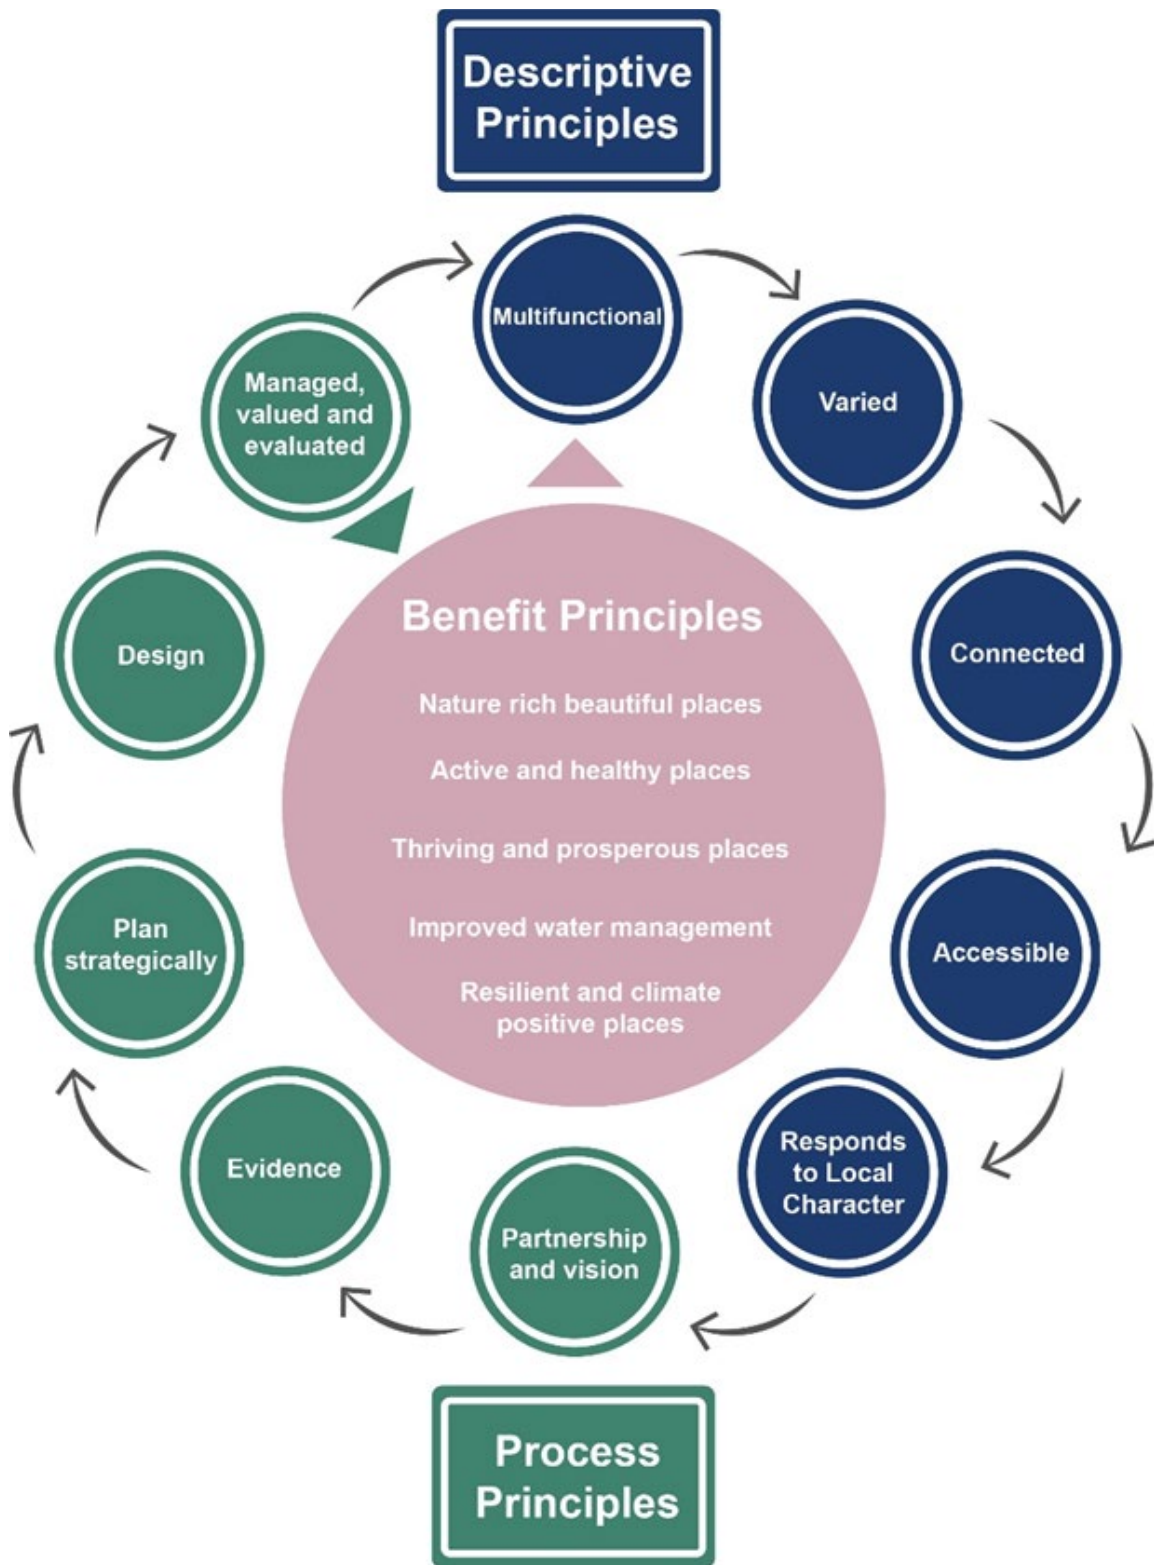 Descriptive
Principles
Multifunctional
Varied
Connected
Accessible
Responds
to Local
Character
Partnership
and vision
Evidence
Plan
strategically
Design
Managed,
valued and
evaluated
Benefit Principles
Nature rich beautiful places
Active and healthy places
Thriving and prosperous places
Improved water management
Resilient and climate
positive places
Process
Principles